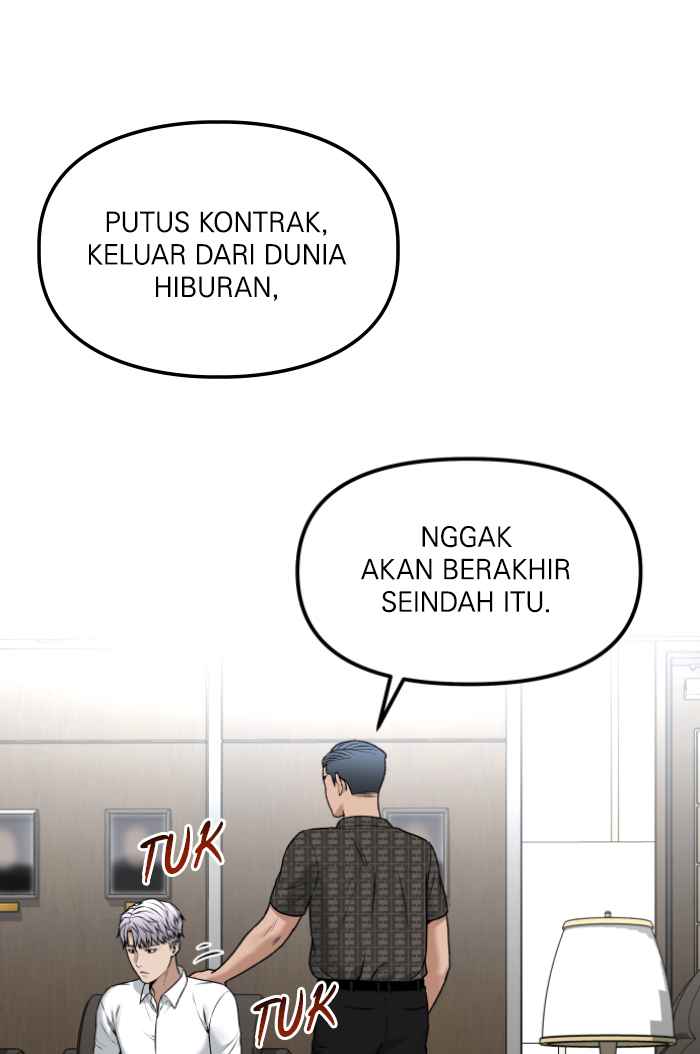 PUTUS KONTRAK,
KELUAR DARI DUNIA
HIBURAN,
NGGAK
AKAN BERAKHIR
SEINDAH ITU.
TUK
TUK